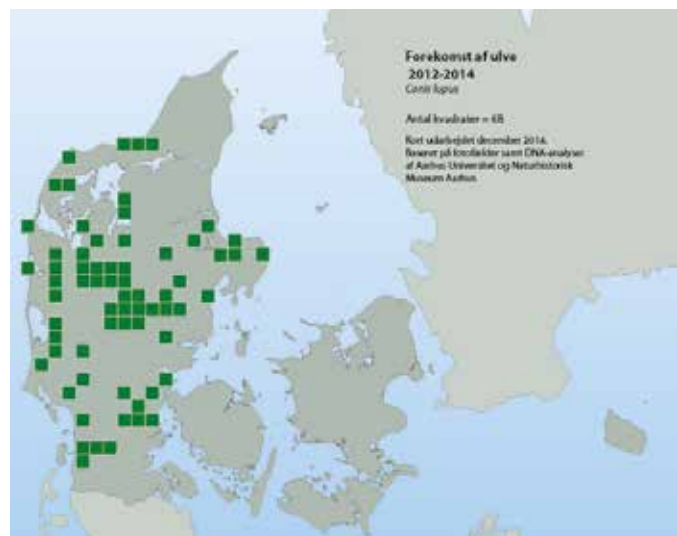 Forekomst af ulve
2012-2014
Canis lupus
Antal kvadrater = 68
Kort udarbejdet december 2014.
Baseret på fotofælder samt DNA-analyser
af Aarhus Universitet og Naturhistorisk
Museum Aarhus